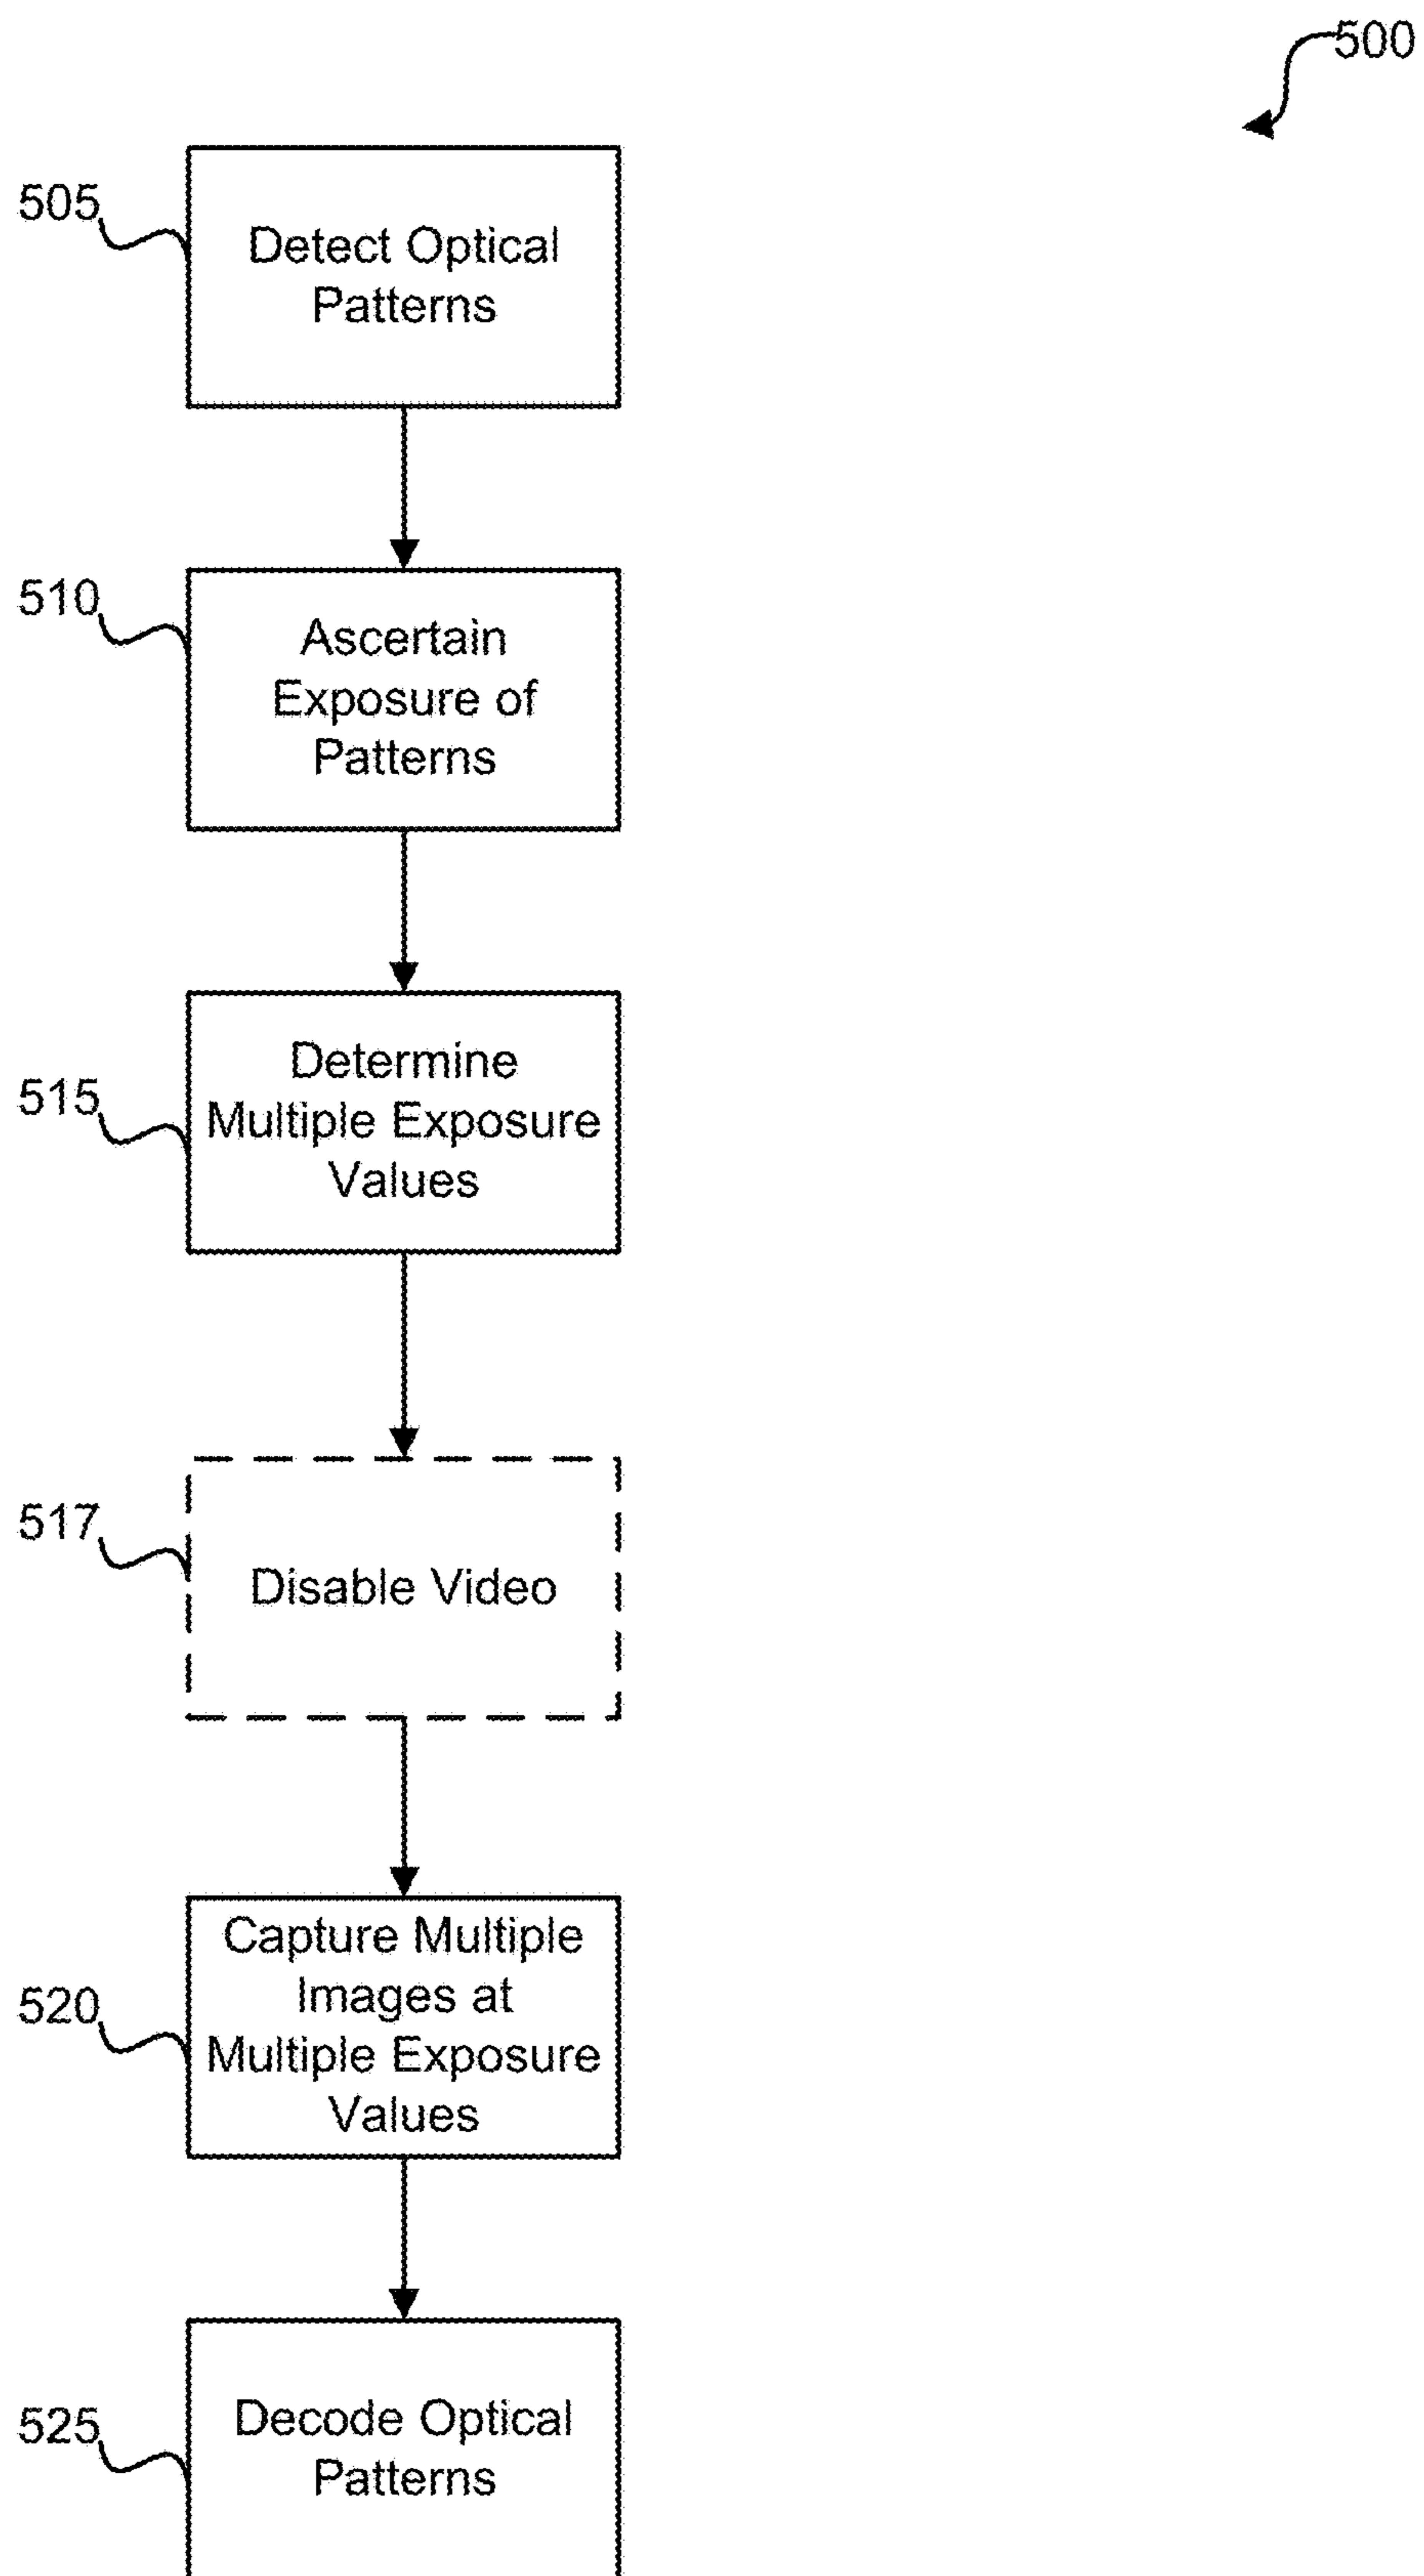 500
505
Detect Optical
Patterns
510
Ascertain
Exposure of
Patterns
515
Determine
Multiple Exposure
Values
517
Disable Video
520
Capture Multiple
Images at
Multiple Exposure
Values
525
Decode Optical
Patterns